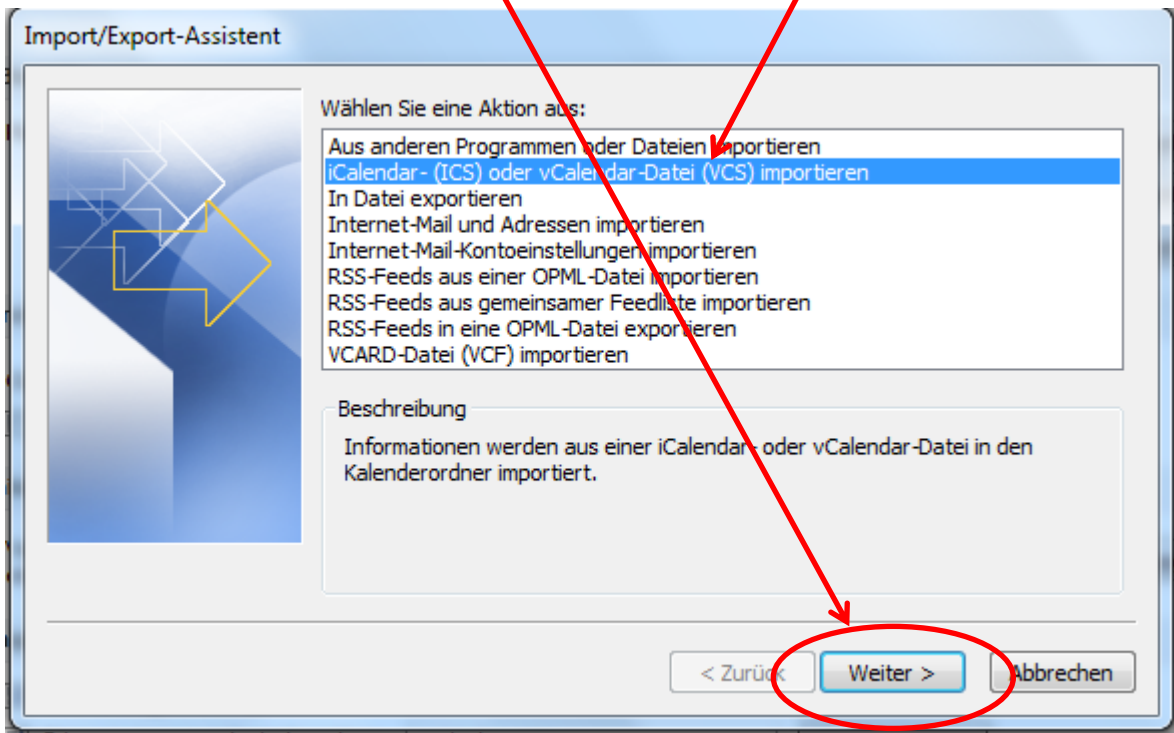 Import/Export-Assistent
Wählen Sie eine Aktion aus:
Aus anderen Programmen oder Dateien importieren
iCalendar- (ICS) oder vCalendar-Datei (VCS) importieren
In Datei exportieren
Internet-Mail und Adressen importieren
Internet-Mail-Kontoeinstellungen importieren
RSS-Feeds aus einer OPML-Datei importieren
RSS-Feeds aus gemeinsamer Feedliste importieren
RSS-Feeds in eine OPML-Datei exportieren
VCARD-Datei (VCF) importieren
Beschreibung
Informationen werden aus einer iCalendar- oder vCalendar-Datei in den
Kalenderordner importiert.
< Zurück Weiter > Abbrechen